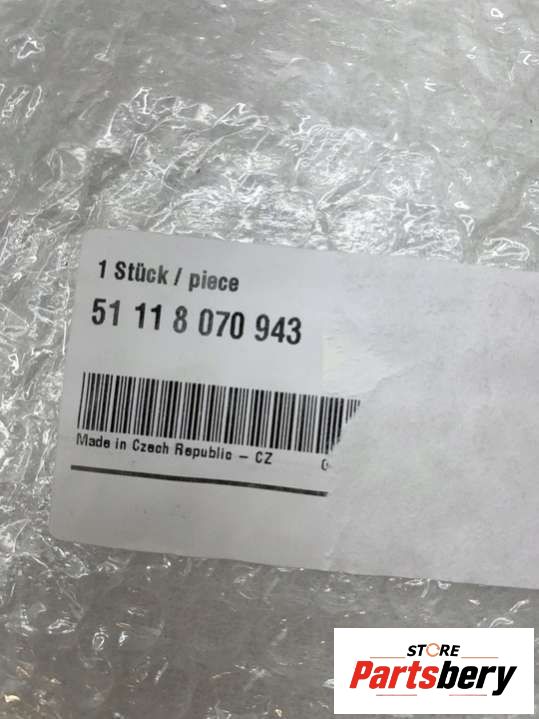 1 Stück / piece
51 11 8 070 943
Made in Czech Republic – CZ
STORE
Partsbery